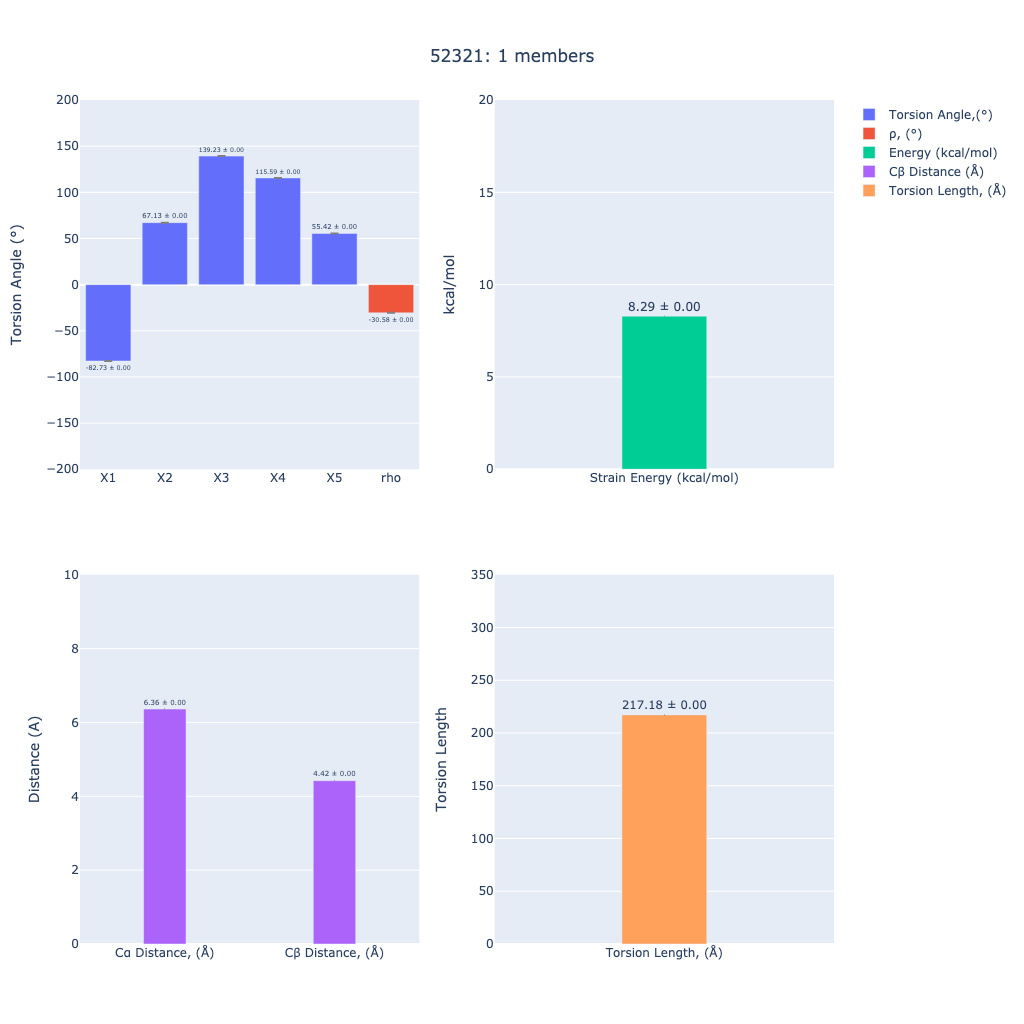 52321: 1 members
Torsion Angle (°)
200
150
100
50
0
−50
−100
−150
−200
-82.73 ± 0.00
67.13 ± 0.00
139.23 ± 0.00
115.59 ± 0.00
55.42 ± 0.00
-30.58 ± 0.00
X1 X2 X3 X4 X5 rho
kcal/mol
20
15
10
5
0
8.29 ± 0.00
Strain Energy (kcal/mol)
Torsion Angle,(°)
ρ, (°)
Energy (kcal/mol)
Cβ Distance (Å)
Torsion Length, (Å)
Distance (A)
10
8
6
4
2
0
6.36 ± 0.00
4.42 ± 0.00
Cα Distance, (Å) Cβ Distance, (Å)
Torsion Length
350
300
250
200
150
100
50
0
217.18 ± 0.00
Torsion Length, (Å)